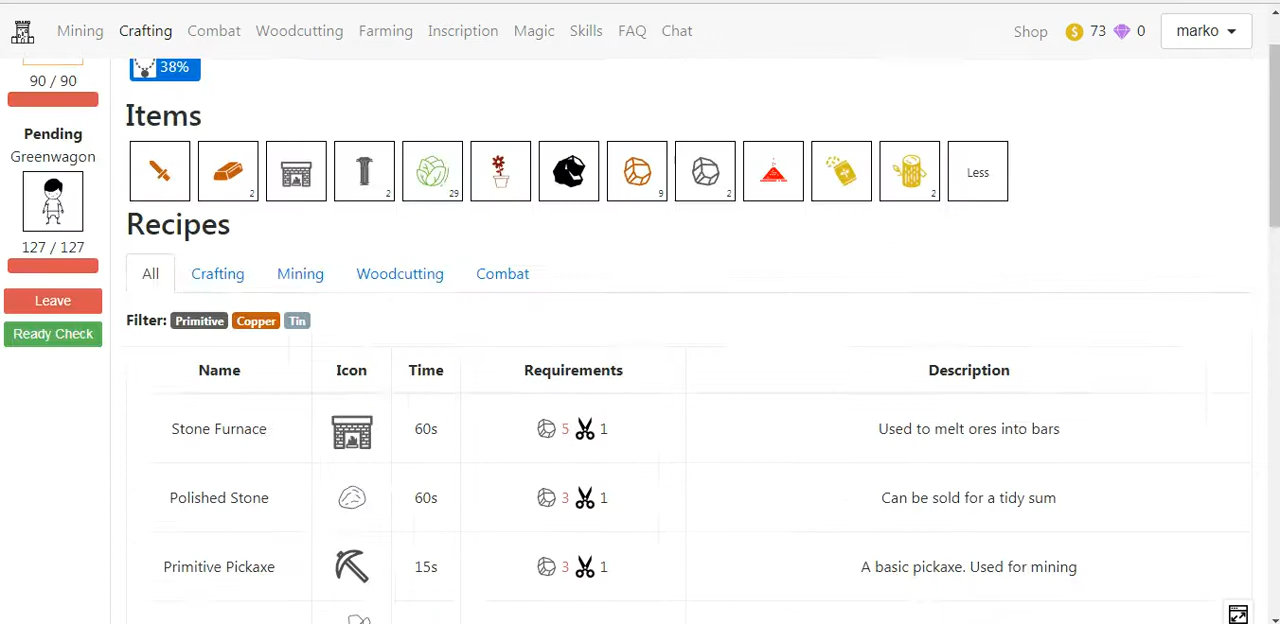 Mining Crafting Combat Woodcutting Farming Inscription Magic Skills FAQ Chat Shop $ 73 0 marko
90 / 90
38%
Items
Pending
Greenwagon
2 2 29 9 2 2 Less
127 / 127
Recipes
All Crafting Mining Woodcutting Combat
Leave
Ready Check
Filter: Primitive Copper Tin
Name Icon Time Requirements Description
Stone Furnace 60s 5 1 Used to melt ores into bars
Polished Stone 60s 3 1 Can be sold for a tidy sum
Primitive Pickaxe 15s 3 1 A basic pickaxe. Used for mining